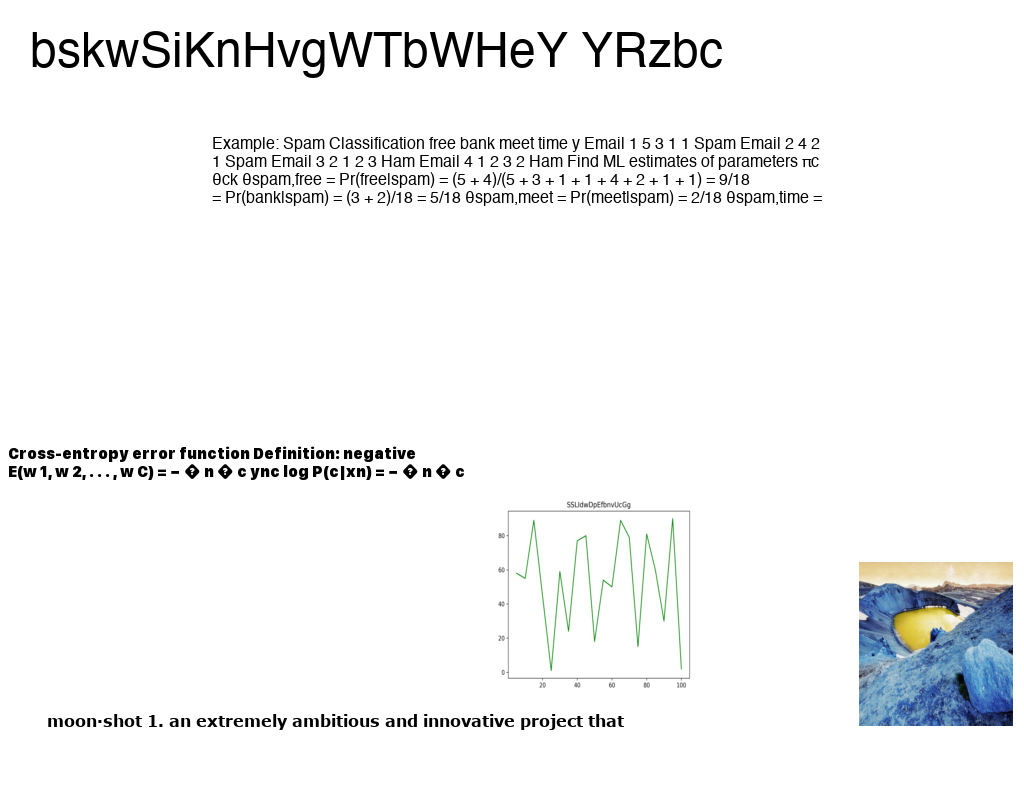 bskwSiKnHvgWTbWHeY YRzbc
Example: Spam Classification free bank meet time y Email 1 5 3 1 1 Spam Email 2 4 2
1 Spam Email 3 2 1 2 3 Ham Email 4 1 2 3 2 Ham Find ML estimates of parameters πc
θck θspam,free = Pr(free|spam) = (5 + 4)/(5 + 3 + 1 + 1 + 4 + 2 + 1 + 1) = 9/18
= Pr(bank|spam) = (3 + 2)/18 = 5/18 θspam,meet = Pr(meet|spam) = 2/18 θspam,time =
Cross-entropy error function Definition: negative
E(w 1, w 2, . . . , w C) = − � n � c ync log P(c|xn) = − � n � c
SSLIdwDpEfbnvUcGg
80
60
40
20
0
20 40 60 80 100
moon·shot 1. an extremely ambitious and innovative project that